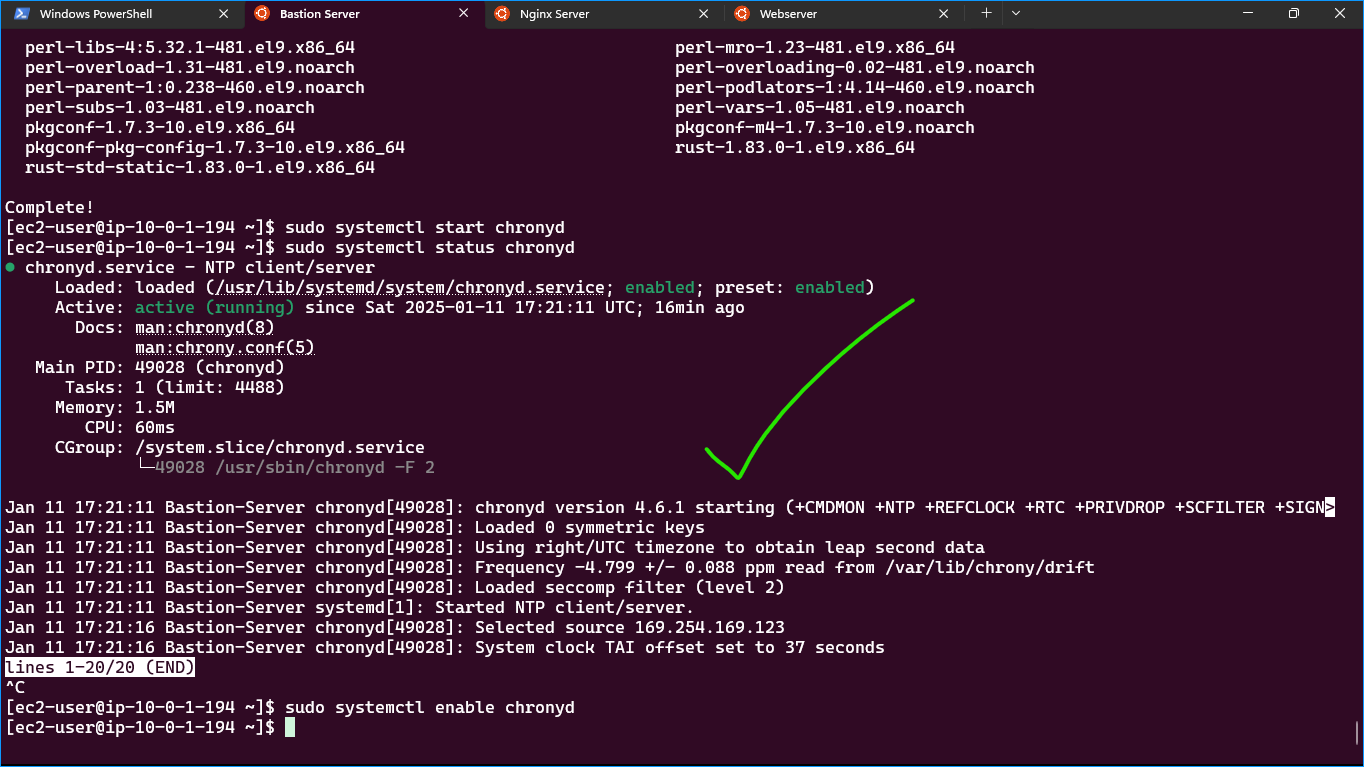 Windows PowerShell
Bastion Server
Nginx Server
Webserver
perl-libs-4:5.32.1-481.el9.x86_64 perl-mro-1.23-481.el9.x86_64
perl-overload-1.31-481.el9.noarch perl-overloading-0.02-481.el9.noarch
perl-parent-1:0.238-460.el9.noarch perl-podlators-1:4.14-460.el9.noarch
perl-subs-1.03-481.el9.noarch perl-vars-1.05-481.el9.noarch
pkgconf-1.7.3-10.el9.x86_64 pkgconf-m4-1.7.3-10.el9.noarch
pkgconf-pkg-config-1.7.3-10.el9.x86_64 rust-1.83.0-1.el9.x86_64
rust-std-static-1.83.0-1.el9.x86_64
Complete!
[ec2-user@ip-10-0-1-194 ~]$ sudo systemctl start chronyd
[ec2-user@ip-10-0-1-194 ~]$ sudo systemctl status chronyd
● chronyd.service - NTP client/server
Loaded: loaded (/usr/lib/systemd/system/chronyd.service; enabled; preset: enabled)
Active: active (running) since Sat 2025-01-11 17:21:11 UTC; 16min ago
Docs: man:chronyd(8)
man:chrony.conf(5)
Main PID: 49028 (chronyd)
Tasks: 1 (limit: 4488)
Memory: 1.5M
CPU: 60ms
CGroup: /system.slice/chronyd.service
└─49028 /usr/sbin/chronyd -F 2
Jan 11 17:21:11 Bastion-Server chronyd[49028]: chronyd version 4.6.1 starting (+CMDMON +NTP +REFCLOCK +RTC +PRIVDROP +SCFILTER +SIGN>
Jan 11 17:21:11 Bastion-Server chronyd[49028]: Loaded 0 symmetric keys
Jan 11 17:21:11 Bastion-Server chronyd[49028]: Using right/UTC timezone to obtain leap second data
Jan 11 17:21:11 Bastion-Server chronyd[49028]: Frequency -4.799 +/- 0.088 ppm read from /var/lib/chrony/drift
Jan 11 17:21:11 Bastion-Server chronyd[49028]: Loaded seccomp filter (level 2)
Jan 11 17:21:11 Bastion-Server systemd[1]: Started NTP client/server.
Jan 11 17:21:16 Bastion-Server chronyd[49028]: Selected source 169.254.169.123
Jan 11 17:21:16 Bastion-Server chronyd[49028]: System clock TAI offset set to 37 seconds
lines 1-20/20 (END)
^C
[ec2-user@ip-10-0-1-194 ~]$ sudo systemctl enable chronyd
[ec2-user@ip-10-0-1-194 ~]$